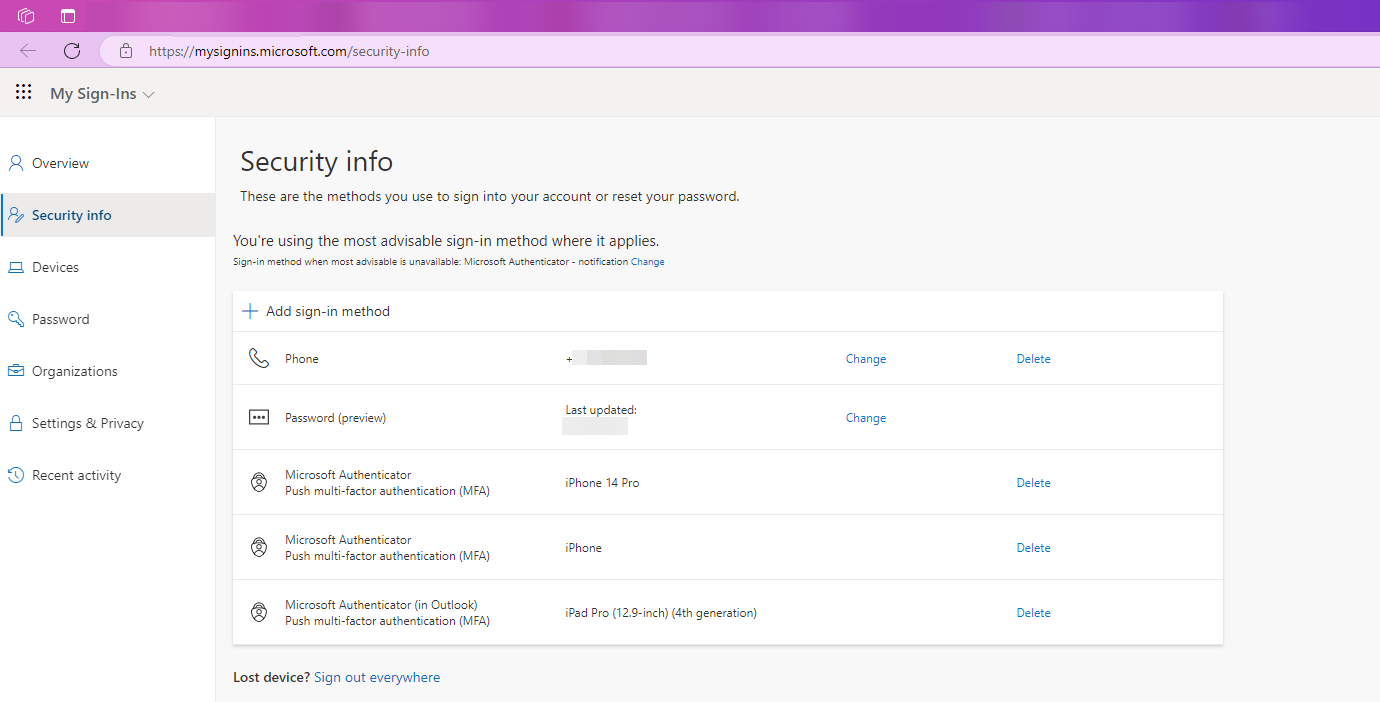 https://mysignins.microsoft.com/security-info
My Sign-Ins
Overview
Security info
Devices
Password
Organizations
Settings & Privacy
Recent activity
Security info
These are the methods you use to sign into your account or reset your password.
You're using the most advisable sign-in method where it applies.
Sign-in method when most advisable is unavailable: Microsoft Authenticator - notification Change
Add sign-in method
Phone + Change Delete
Password (preview) Last updated: Change
Microsoft Authenticator
Push multi-factor authentication (MFA) iPhone 14 Pro Delete
Microsoft Authenticator
Push multi-factor authentication (MFA) iPhone Delete
Microsoft Authenticator (in Outlook)
Push multi-factor authentication (MFA) iPad Pro (12.9-inch) (4th generation) Delete
Lost device? Sign out everywhere